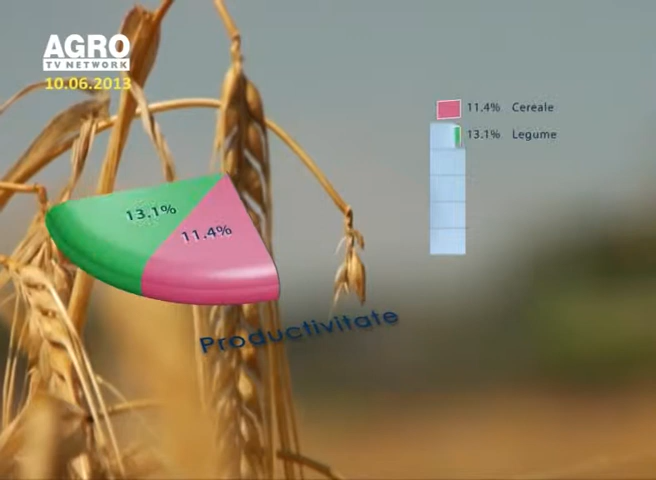 AGRO
TV NETWORK
10.06.2013
11.4% Cereale
13.1% Legume
13.1%
11.4%
Productivitate